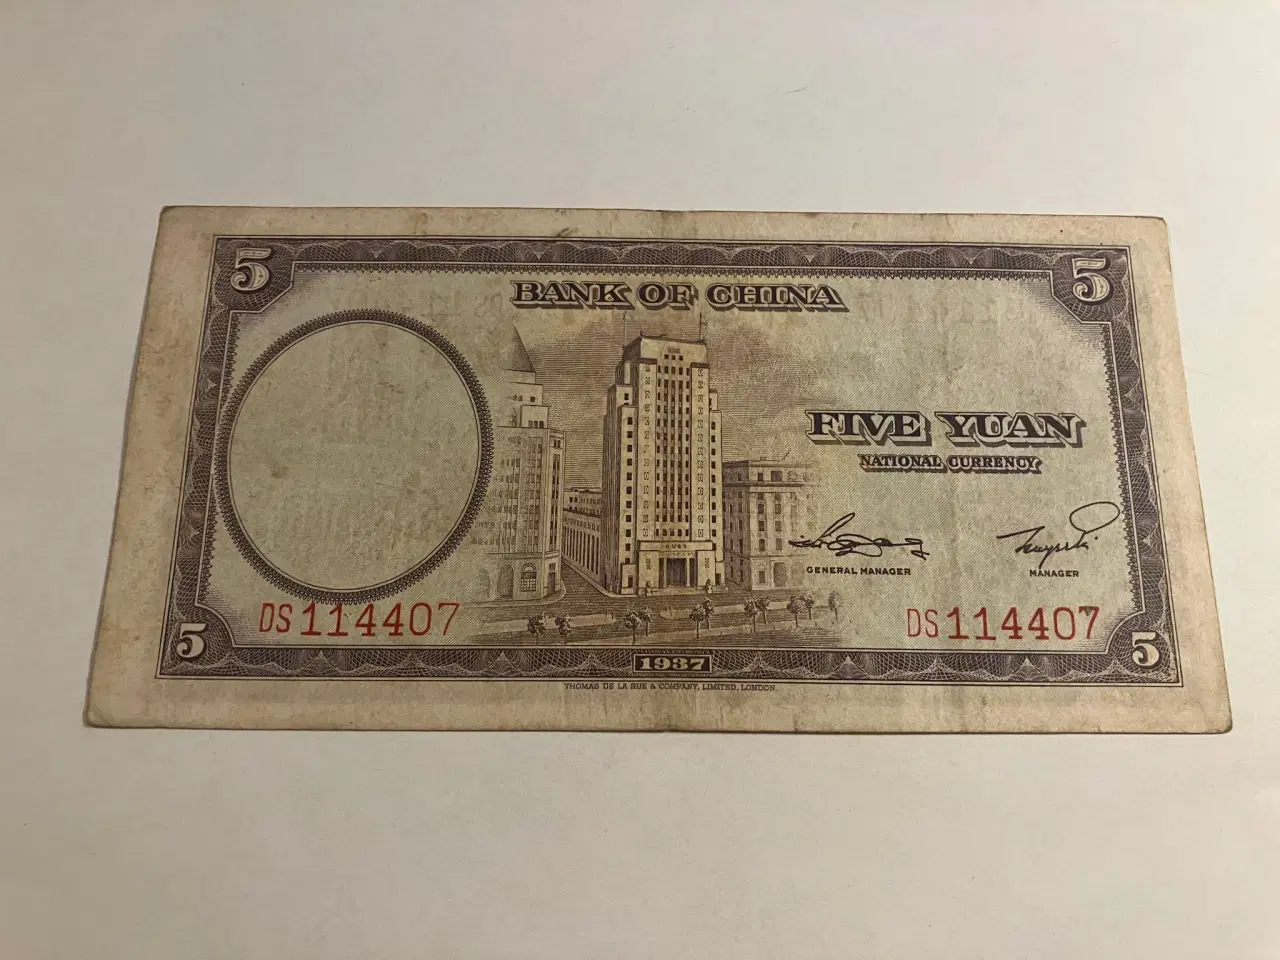 5 5
BANK OF CHINA
FIVE YUAN
NATIONAL CURRENCY
GENERAL MANAGER MANAGER
DS114407 DS114407
5 1937 5
THOMAS DE LA RUE & COMPANY, LIMITED, LONDON.